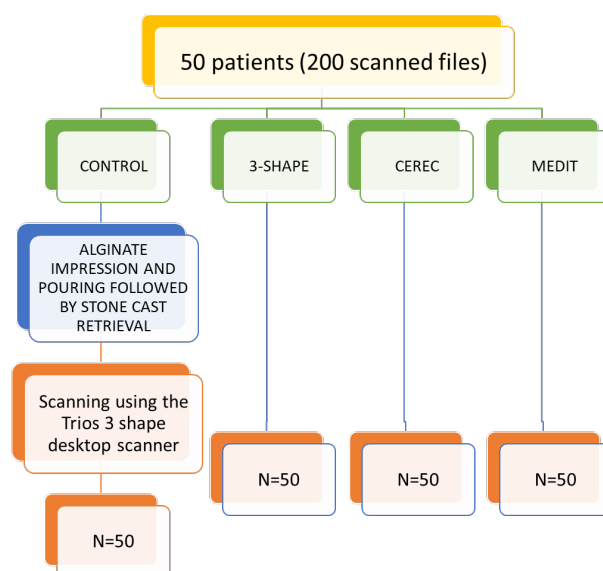 50 patients (200 scanned files)
CONTROL
3-SHAPE
CEREC
MEDIT
ALGINATE
IMPRESSION AND
POURING FOLLOWED
BY STONE CAST
RETRIEVAL
Scanning using the
Trios 3 shape
desktop scanner
N=50
N=50
N=50
N=50